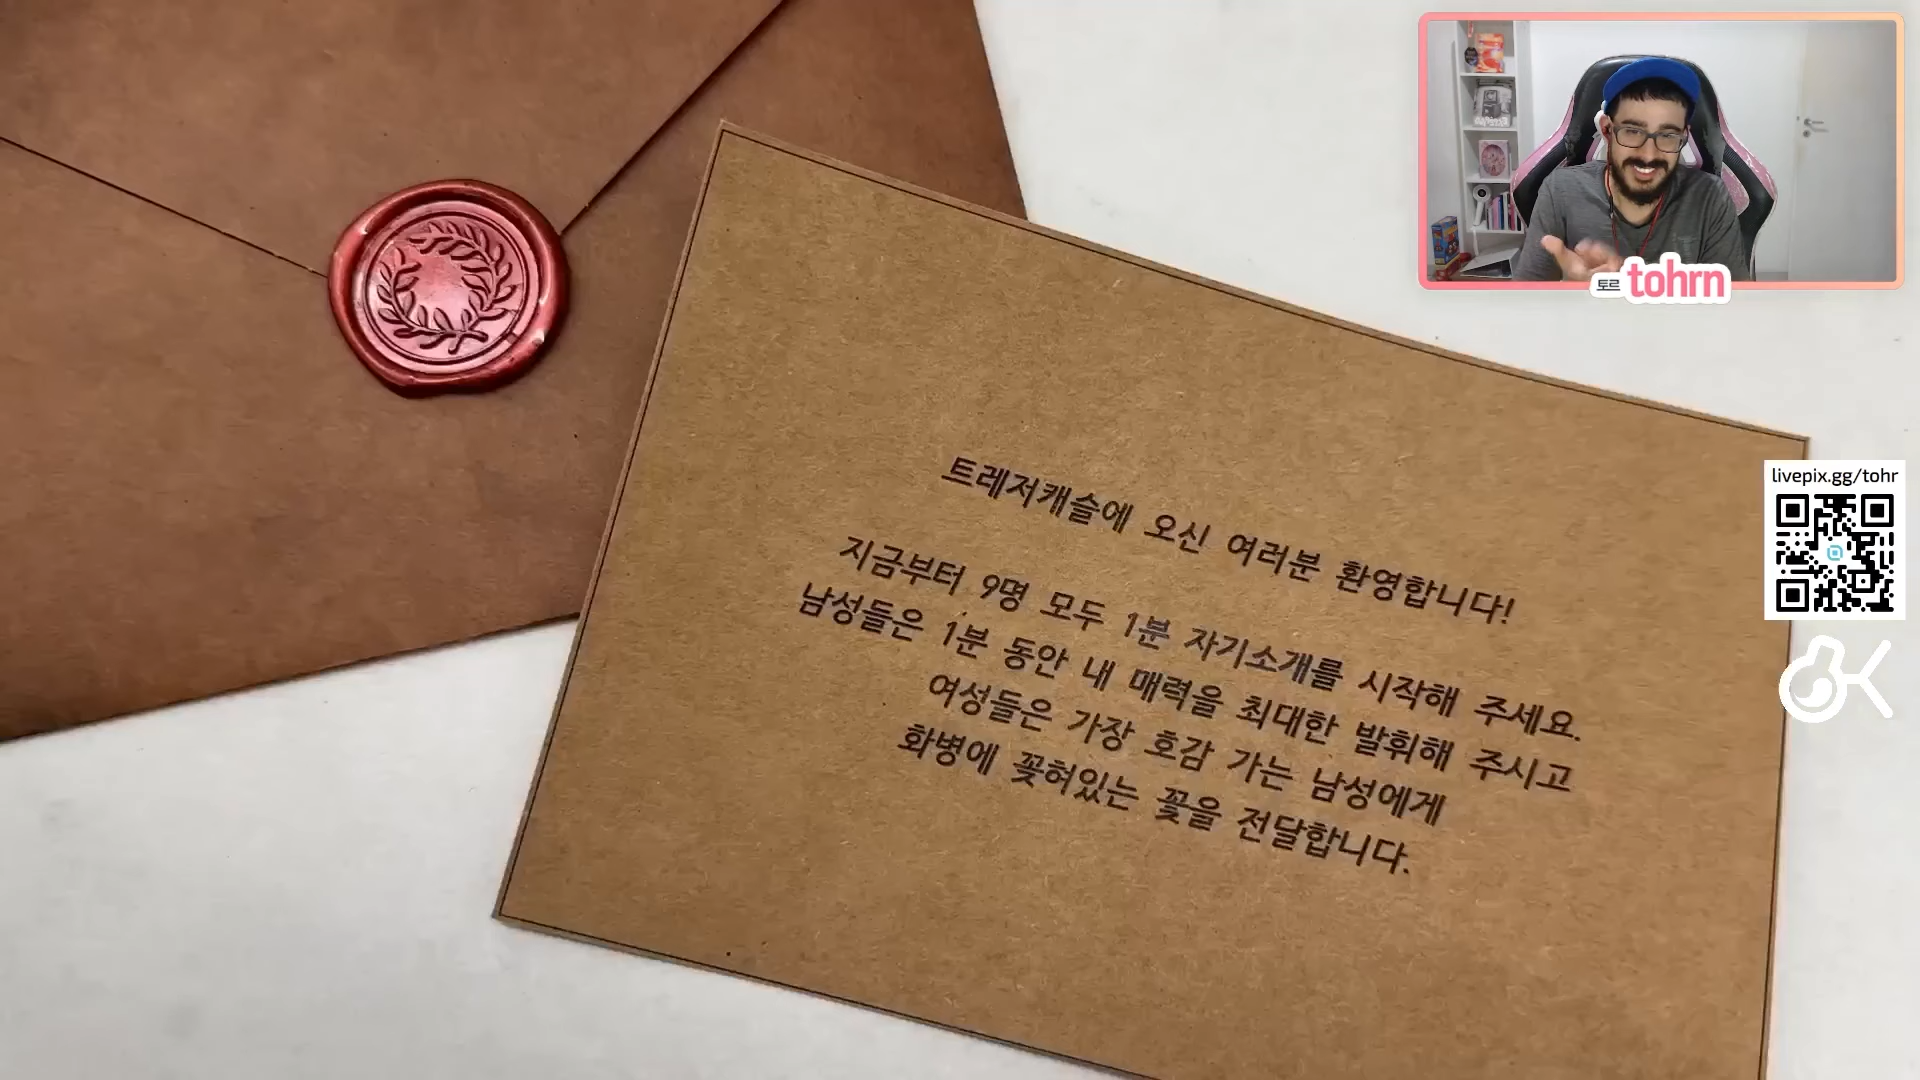 트레저캐슬에 오신 여러분 환영합니다!
지금부터 9명 모두 1분 자기소개를 시작해 주세요.
남성들은 1분 동안 내 매력을 최대한 발휘해 주시고
여성들은 가장 호감 가는 남성에게
화병에 꽂혀있는 꽃을 전달합니다.
토르 tohrn
livepix.gg/tohr
OK